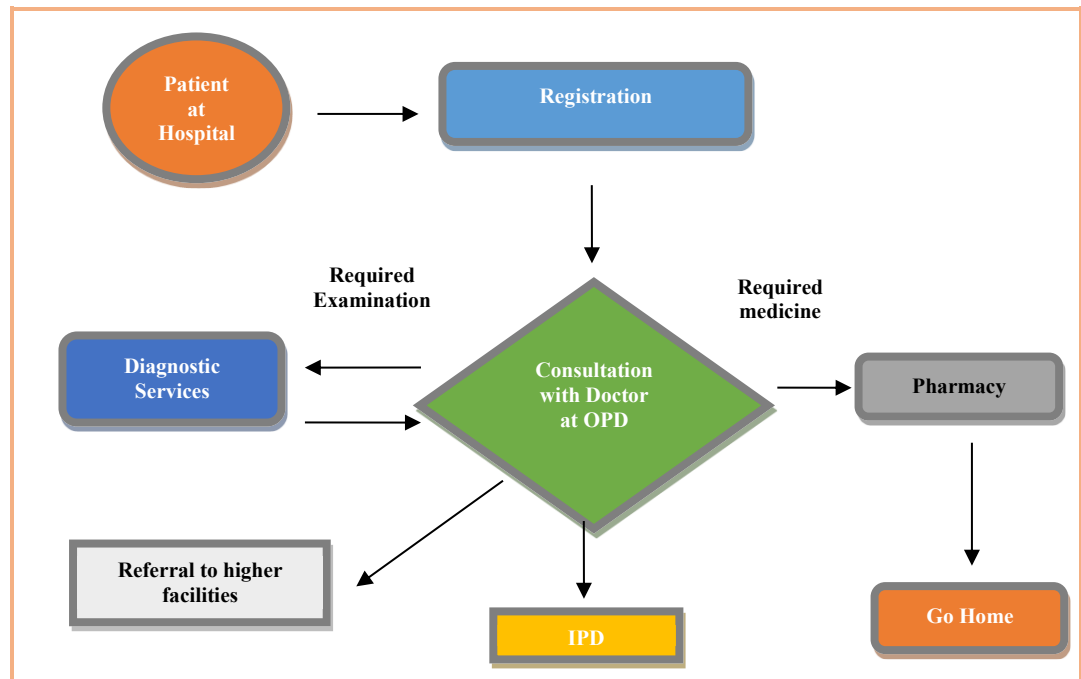 Patient
at
Hospital
Registration
Required
Examination
Required
medicine
Diagnostic
Services
Consultation
with Doctor
at OPD
Pharmacy
Referral to higher
facilities
IPD
Go Home